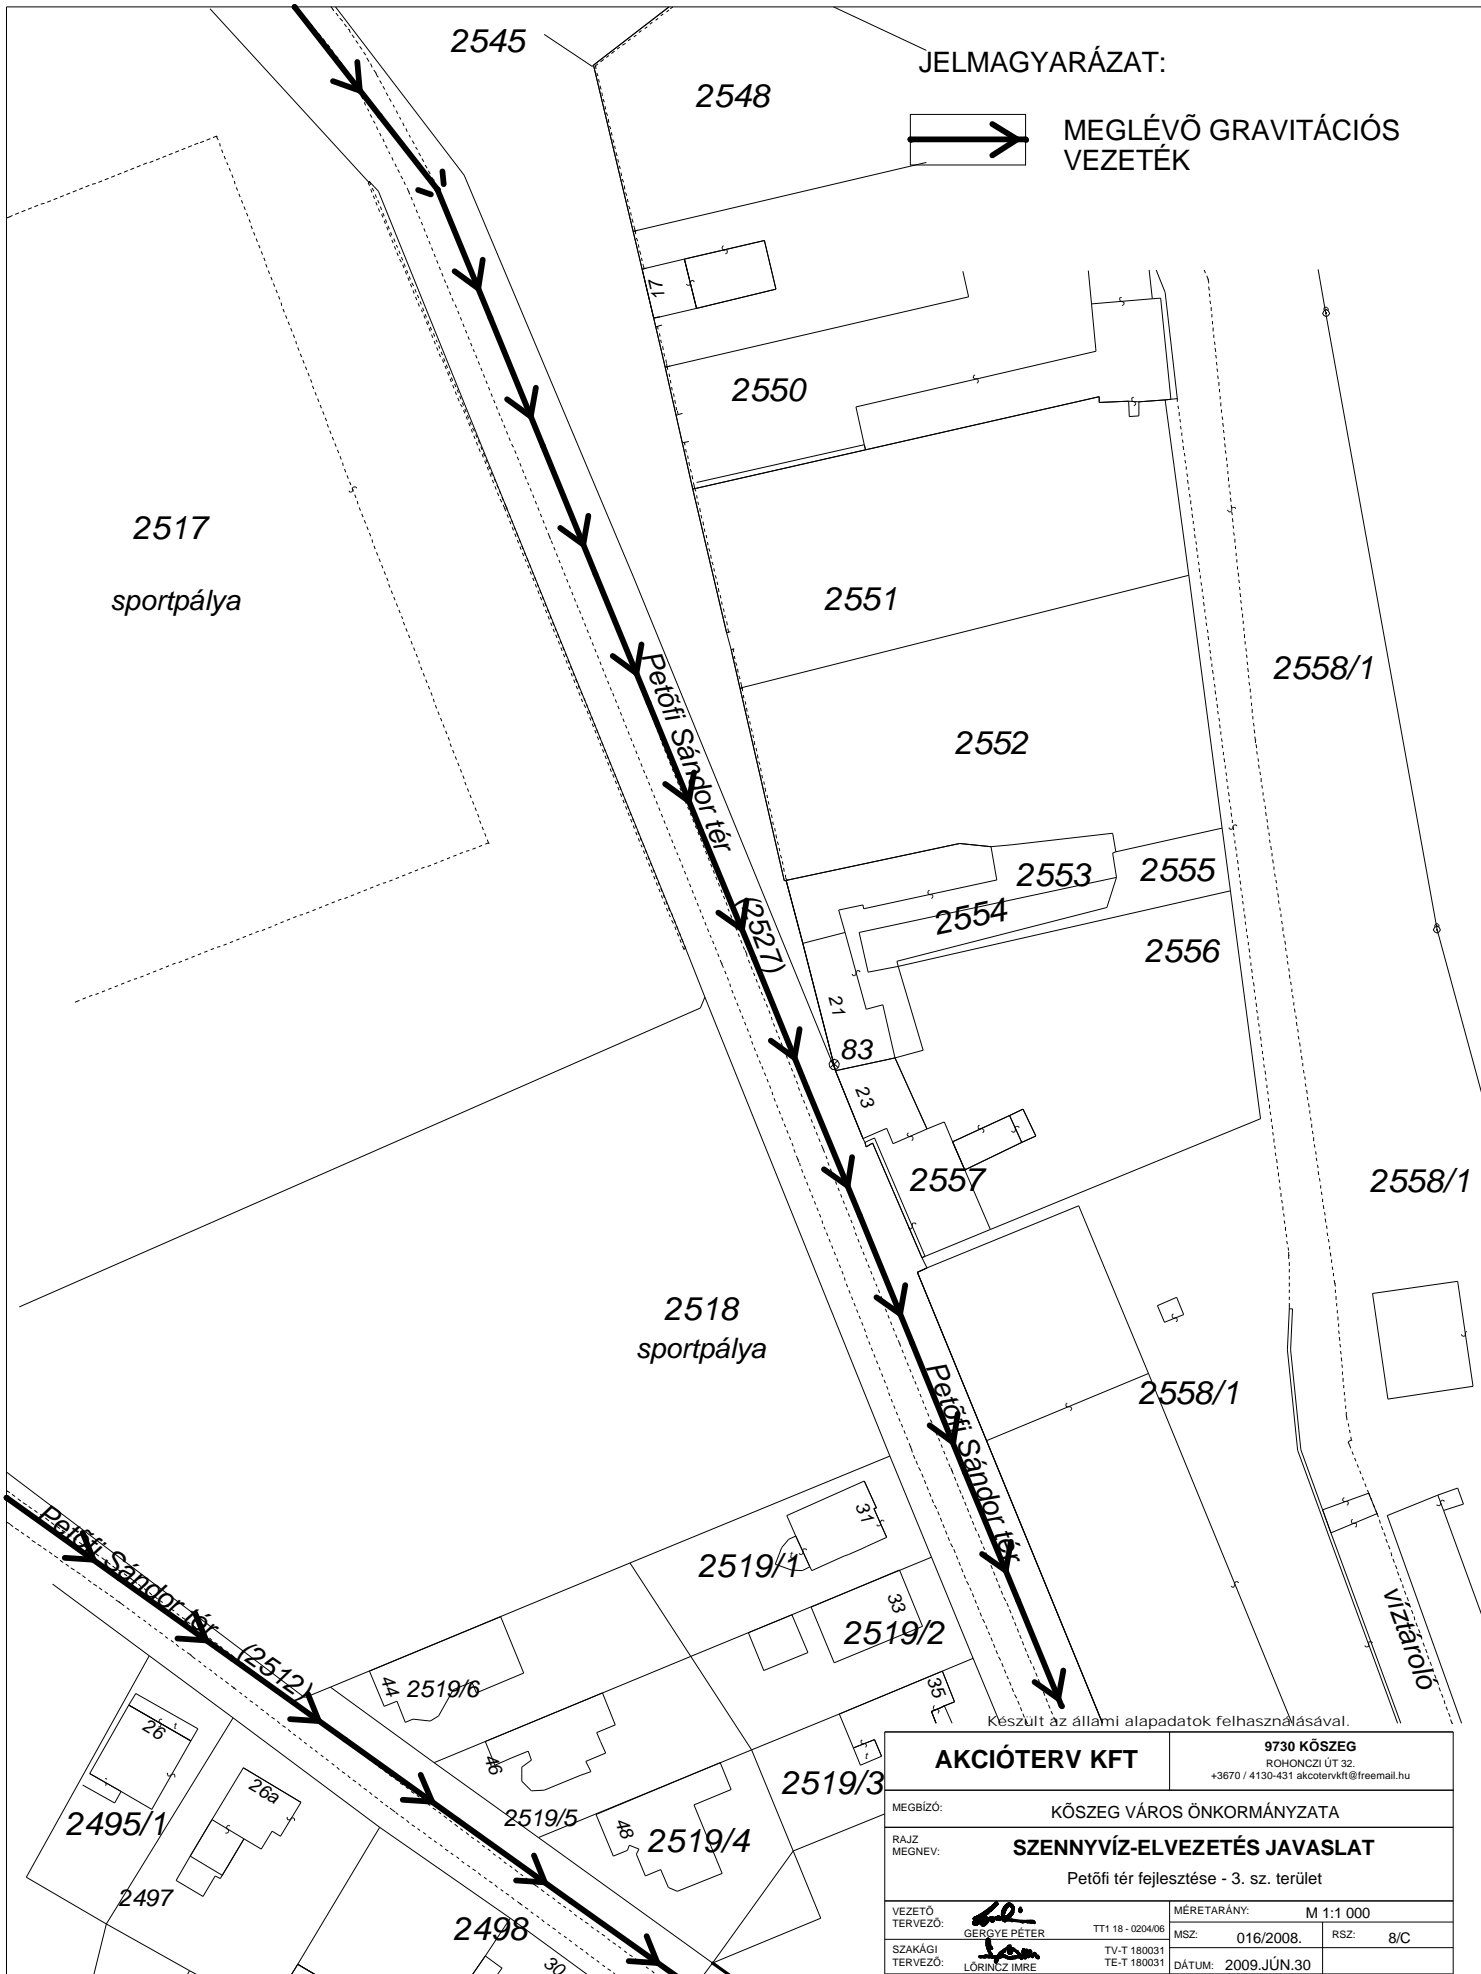 2545
2548
JELMAGYARÁZAT:
MEGLÉVÕ GRAVITÁCIÓS
VEZETÉK
17
2550
2517
sportpálya
2551
2558/1
Petõfi Sándor tér
2552
2553
2555
2554
(2527)
2556
21
83
23
2557
2558/1
2518
sportpálya
Petõfi Sándor tér
2558/1
31
2519/1
Petõfi Sándor tér
(2512)
33
2519/2
víztároló
44
2519/6
35
26
46
2519/3
26a
2519/5
2495/1
48
2519/4
2497
2498
30
Készült az állami alapadatok felhasználásával.
AKCIÓTERV KFT
9730 KÕSZEG
ROHONCZI ÚT 32.
+3670 / 4130-431 akcotervkft@freemail.hu
MEGBÍZÓ:
KÕSZEG VÁROS ÖNKORMÁNYZATA
RAJZ
MEGNEV:
SZENNYVÍZ-ELVEZETÉS JAVASLAT
Petõfi tér fejlesztése - 3. sz. terület
VEZETÕ
TERVEZÕ:
GERGYE PÉTER
TT1 18 - 0204/06
MÉRETARÁNY:
M 1:1 000
MSZ:
016/2008.
RSZ:
8/C
SZAKÁGI
TERVEZÕ:
LÕRINCZ IMRE
TV-T 180031
TE-T 180031
DÁTUM:
2009.JÚN.30